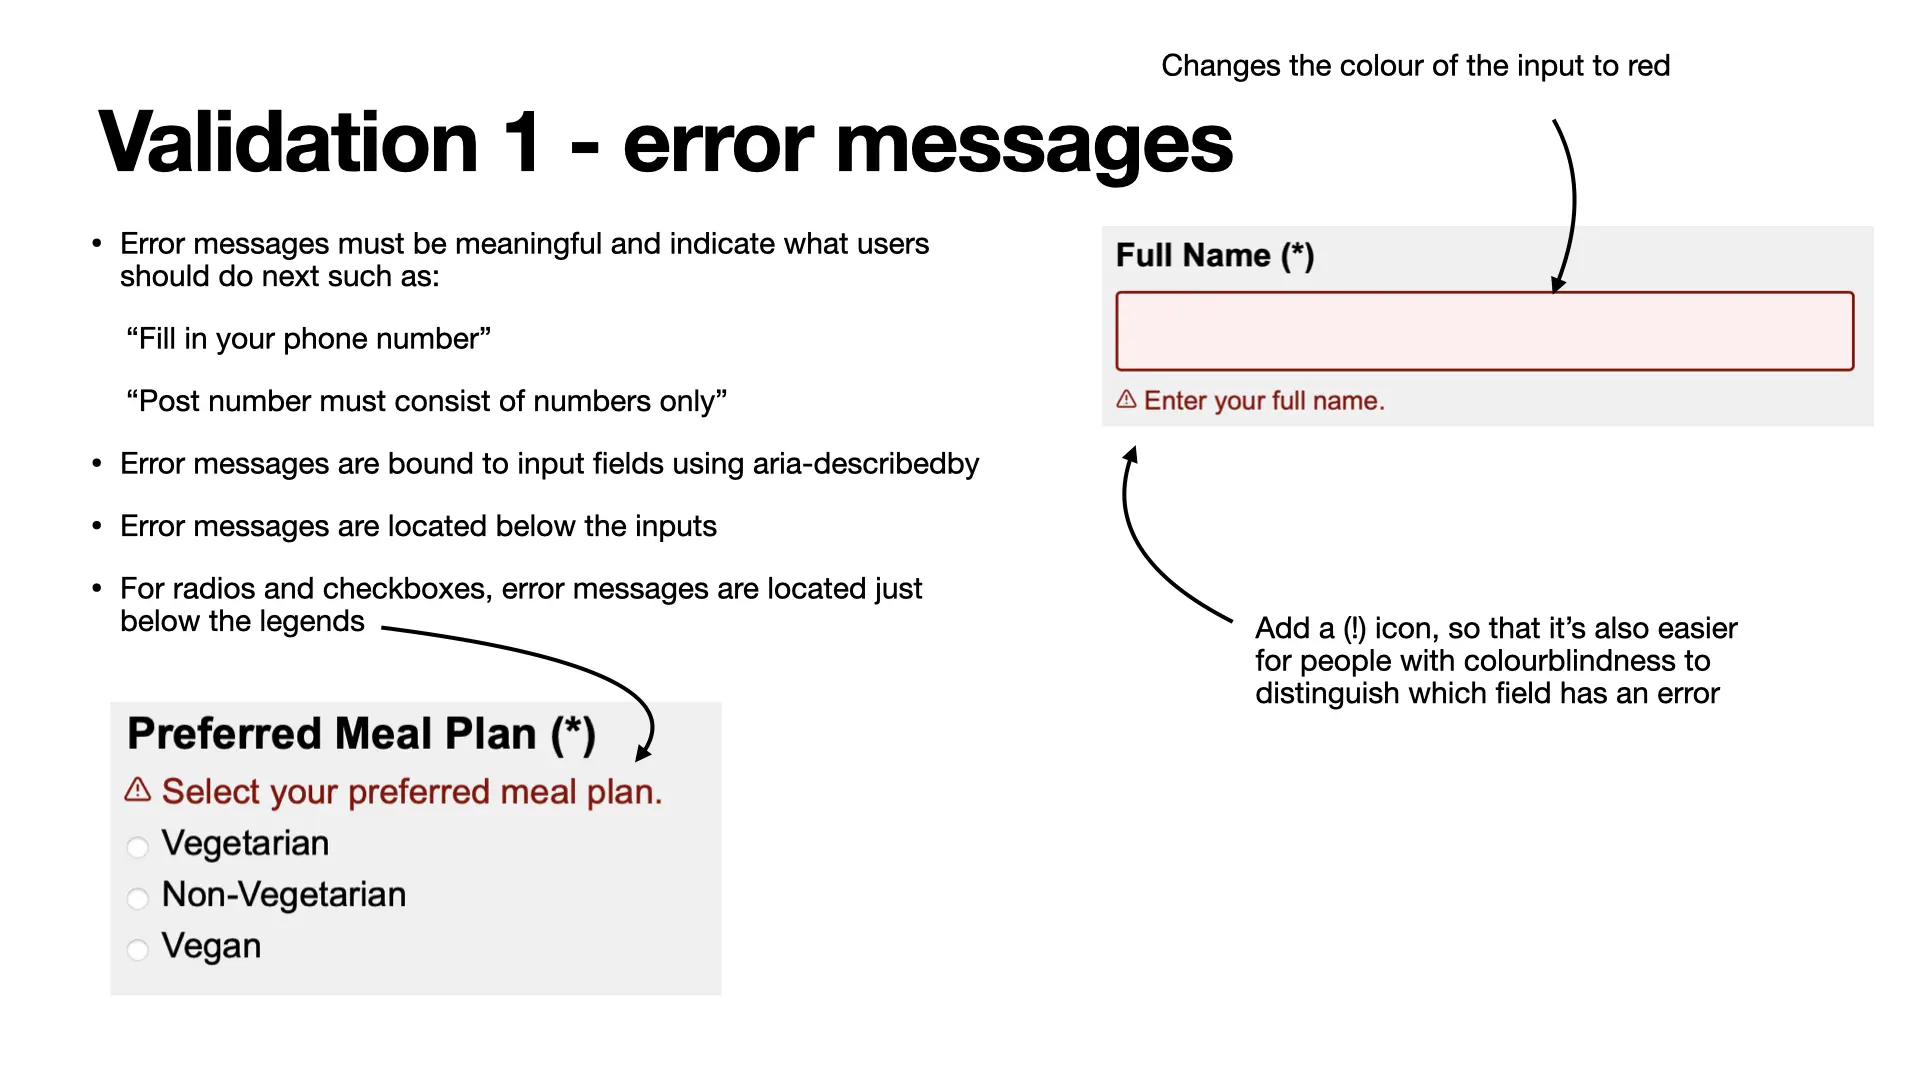 Changes the colour of the input to red
Validation 1 - error messages
• Error messages must be meaningful and indicate what users
should do next such as:
“Fill in your phone number”
“Post number must consist of numbers only”
• Error messages are bound to input fields using aria-describedby
• Error messages are located below the inputs
• For radios and checkboxes, error messages are located just
below the legends
Preferred Meal Plan (*)
Select your preferred meal plan.
Vegetarian
Non-Vegetarian
Vegan
Full Name (*)
Enter your full name.
Add a (!) icon, so that it’s also easier
for people with colourblindness to
distinguish which field has an error